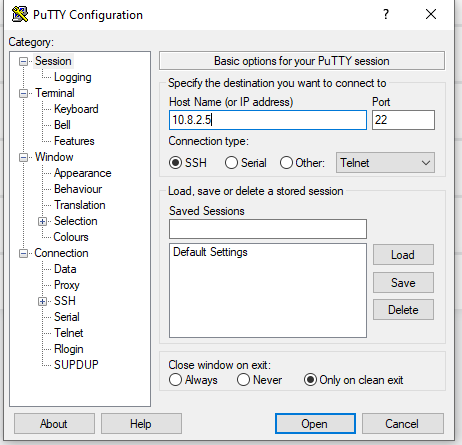 PuTTY Configuration
?
Category:
Session
Logging
Terminal
Keyboard
Bell
Features
Window
Appearance
Behaviour
Translation
Selection
Colours
Connection
Data
Proxy
SSH
Serial
Telnet
Rlogin
SUPDUP
Basic options for your PuTTY session
Specify the destination you want to connect to
Host Name (or IP address) Port
10.8.2.5 22
Connection type:
SSH Serial Other: Telnet
Load, save or delete a stored session
Saved Sessions
Default Settings
Load
Save
Delete
Close window on exit:
Always Never Only on clean exit
About Help Open Cancel